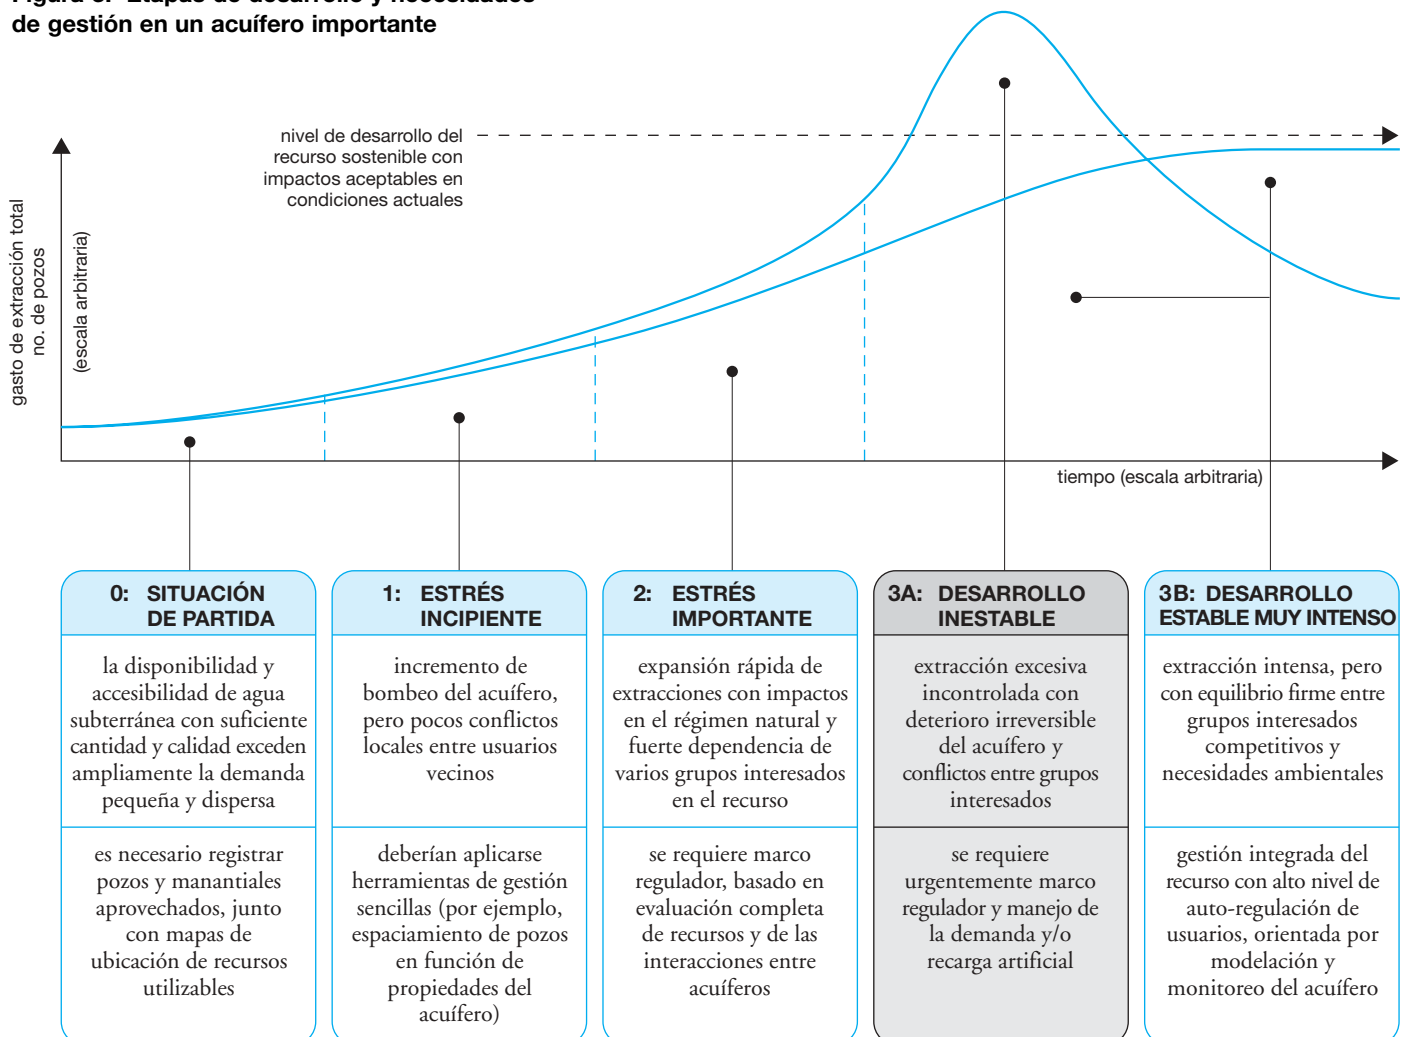 de gestión en un acuífero importante
nivel de desarrollo del
recurso sostenible con
impactos aceptables en
condiciones actuales
gasto de extracción total
no. de pozos
(escala arbitraria)
tiempo (escala arbitraria)
0: SITUACIÓN
DE PARTIDA
la disponibilidad y
accesibilidad de agua
subterránea con suficiente
cantidad y calidad exceden
ampliamente la demanda
pequeña y dispersa
es necesario registrar
pozos y manantiales
aprovechados, junto
con mapas de
ubicación de recursos
utilizables
1: ESTRÉS
INCIPIENTE
incremento de
bombeo del acuífero,
pero pocos conflictos
locales entre usuarios
vecinos
deberían aplicarse
herramientas de gestión
sencillas (por ejemplo,
espaciamiento de pozos
en función de
propiedades del
acuífero)
2: ESTRÉS
IMPORTANTE
expansión rápida de
extracciones con impactos
en el régimen natural y
fuerte dependencia de
varios grupos interesados
en el recurso
se requiere marco
regulador, basado en
evaluación completa
de recursos y de las
interacciones entre
acuíferos
3A: DESARROLLO
INESTABLE
extracción excesiva
incontrolada con
deterioro irreversible
del acuífero y
conflictos entre grupos
interesados
se requiere
urgentemente marco
regulador y manejo de
la demanda y/o
recarga artificial
3B: DESARROLLO
ESTABLE MUY INTENSO
extracción intensa, pero
con equilibrio firme entre
grupos interesados
competitivos y
necesidades ambientales
gestión integrada del
recurso con alto nivel de
auto-regulación de
usuarios, orientada por
modelación y
monitoreo del acuífero